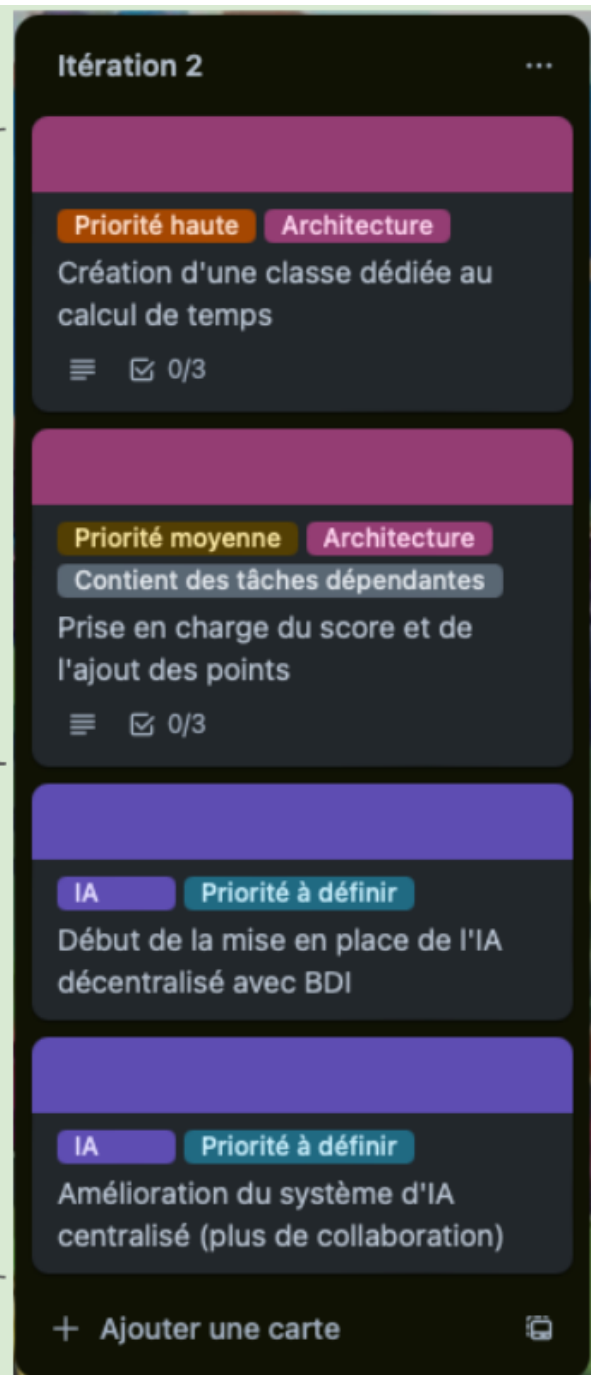 Itération 2
Priorité haute Architecture
Création d'une classe dédiée au
calcul de temps
0/3
Priorité moyenne Architecture
Contient des tâches dépendantes
Prise en charge du score et de
l'ajout des points
0/3
IA Priorité à définir
Début de la mise en place de l'IA
décentralisé avec BDI
IA Priorité à définir
Amélioration du système d'IA
centralisé (plus de collaboration)
+ Ajouter une carte